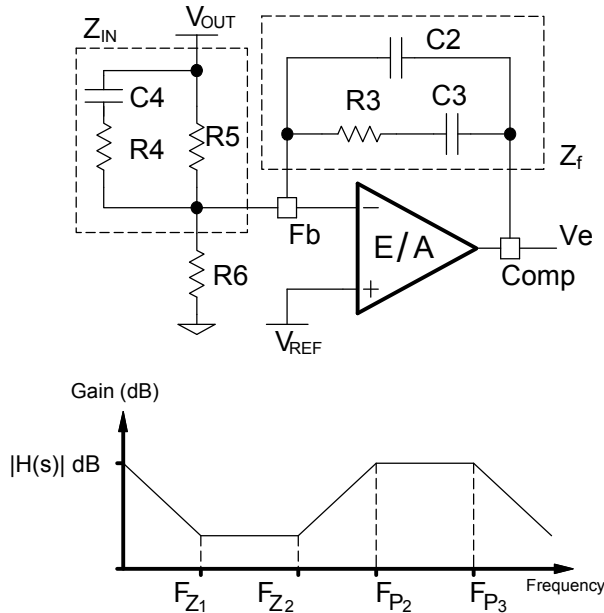 Z_IN
V_OUT
C2
C4
R3
C3
R4
R5
Z_f
Fb
−
E/A
Ve
+
Comp
R6
V_REF
Gain (dB)
|H(s)| dB
F_Z1
F_Z2
F_P2
F_P3
Frequency